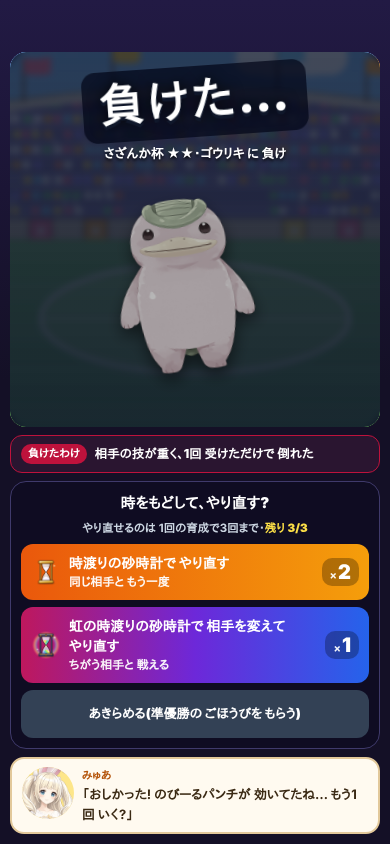 負けた...
さざんか杯 ★★・ゴウリキ に 負け
負けたわけ 相手の技が重く、1回 受けただけで 倒れた
時をもどして、やり直す?
やり直せるのは 1回の育成で3回まで・残り 3/3
時渡りの砂時計で やり直す
同じ相手と もう一度
×2
虹の時渡りの砂時計で 相手を変えて
やり直す
ちがう相手と 戦える
×1
あきらめる(準優勝の ごほうびを もらう)
みゅあ
「おしかった! のびーるパンチが 効いてたね... もう1
回 いく?」